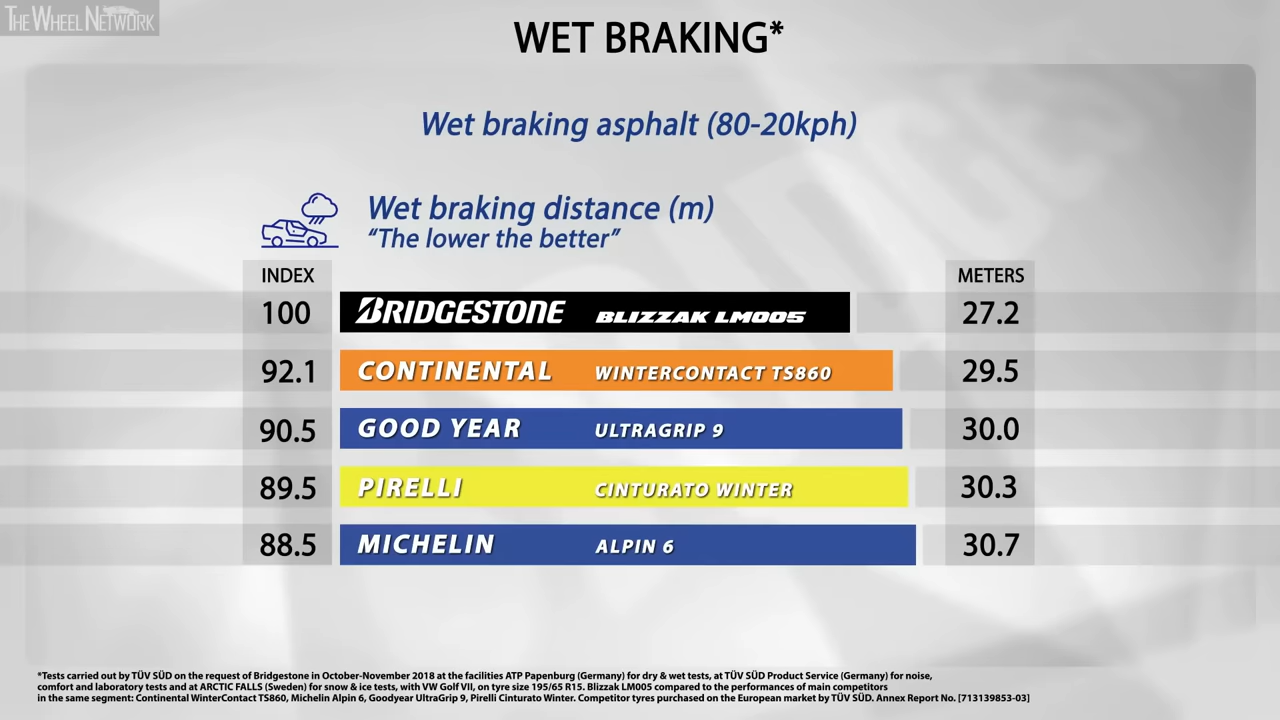 THE WHEEL NETWORK
WET BRAKING*
Wet braking asphalt (80-20kph)
Wet braking distance (m)
“The lower the better”
INDEX METERS
100 BRIDGESTONE BLIZZAK LM005 27.2
92.1 CONTINENTAL WINTERCONTACT TS860 29.5
90.5 GOOD YEAR ULTRAGRIP 9 30.0
89.5 PIRELLI CINTURATO WINTER 30.3
88.5 MICHELIN ALPIN 6 30.7
*Tests carried out by TÜV SÜD on the request of Bridgestone in October-November 2018 at the facilities ATP Papenburg (Germany) for dry & wet tests, at TÜV SÜD Product Service (Germany) for noise,
comfort and laboratory tests and at ARCTIC FALLS (Sweden) for snow & ice tests, with VW Golf VII, on tyre size 195/65 R15. Blizzak LM005 compared to the performances of main competitors
in the same segment: Continental WinterContact TS860, Michelin Alpin 6, Goodyear UltraGrip 9, Pirelli Cinturato Winter. Competitor tyres purchased on the European market by TÜV SÜD. Annex Report No. [713139853-03]